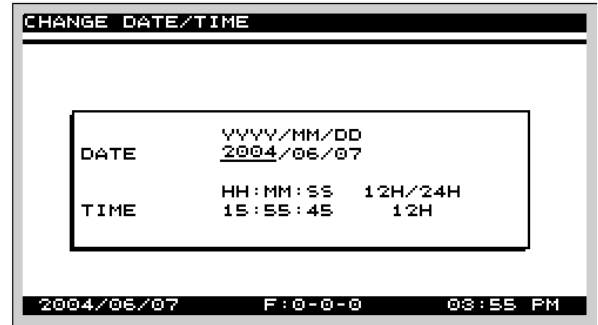 CHANGE DATE/TIME
YYYY/MM/DD
DATE 2004/06/07
HH:MM:SS 12H/24H
TIME 15:55:45 12H
2004/06/07 F:0-0-0 03:55 PM